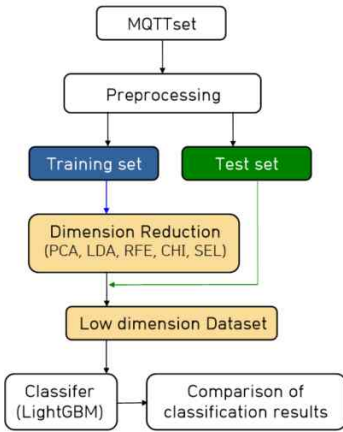 MQTTset
Preprocessing
Training set
Test set
Dimension Reduction
(PCA, LDA, RFE, CHI, SEL)
Low dimension Dataset
Classifer
(LightGBM)
Comparison of
classification results